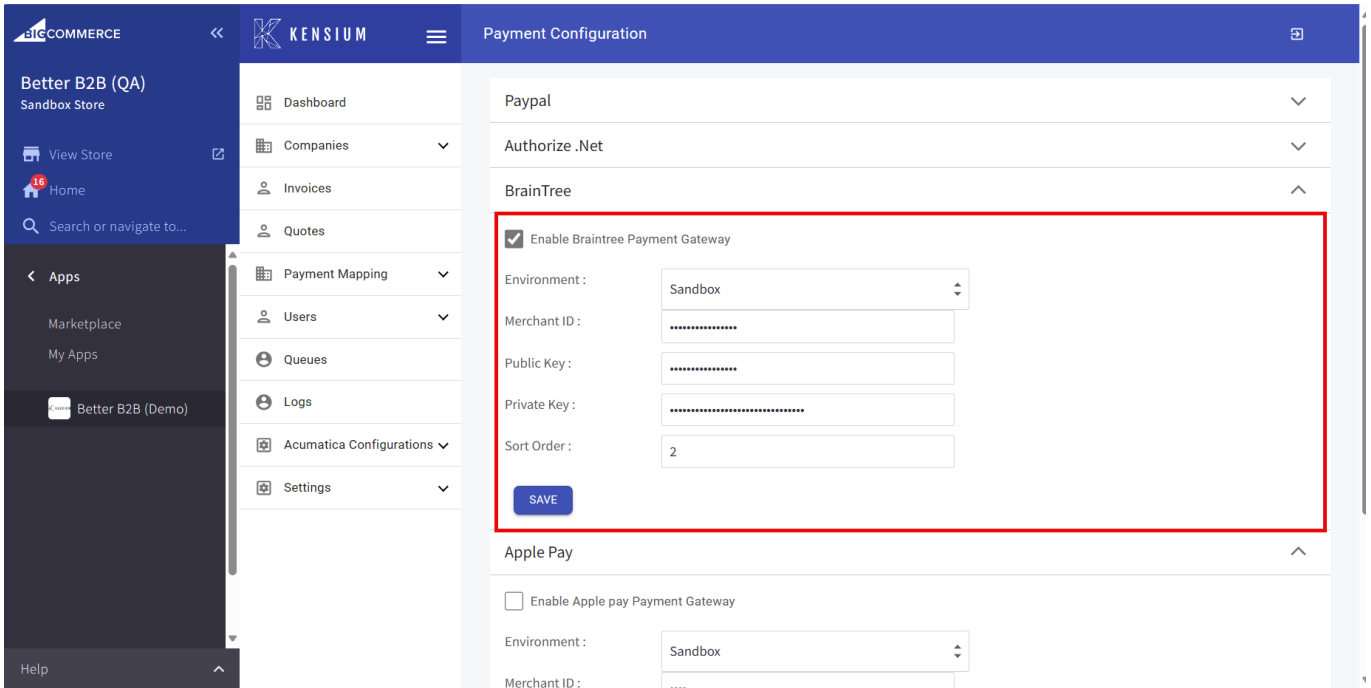 BIGCOMMERCE
Better B2B (QA)
Sandbox Store
View Store
16
Home
Search or navigate to...
Apps
Marketplace
My Apps
Better B2B (Demo)
Help
KENSIUM
Dashboard
Companies
Invoices
Quotes
Payment Mapping
Users
Queues
Logs
Acumatica Configurations
Settings
Payment Configuration
Paypal
Authorize .Net
BrainTree
Enable Braintree Payment Gateway
Environment : Sandbox
Merchant ID : ••••••••••••••••
Public Key : ••••••••••••••••
Private Key : ••••••••••••••••••••••••••••••••
Sort Order : 2
SAVE
Apple Pay
Enable Apple pay Payment Gateway
Environment : Sandbox
Merchant ID : ••••